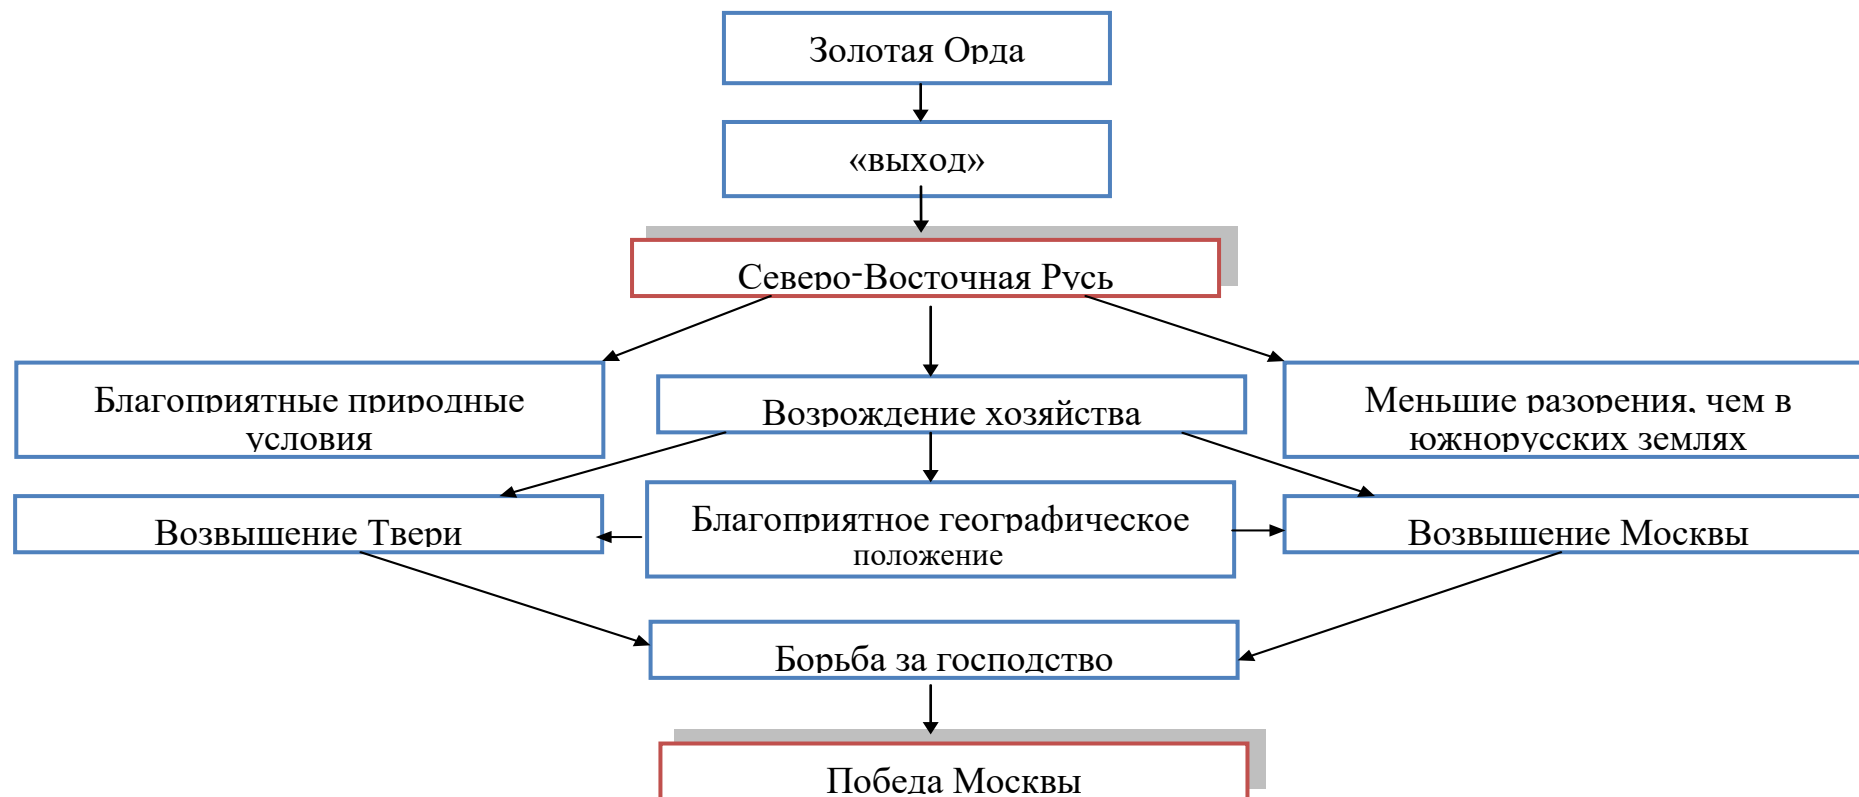 Золотая Орда
«выход»
Северо-Восточная Русь
Благоприятные природные
условия
Возрождение хозяйства
Меньшие разорения, чем в
южнорусских землях
Возвышение Твери
Благоприятное географическое
положение
Возвышение Москвы
Борьба за господство
Победа Москвы